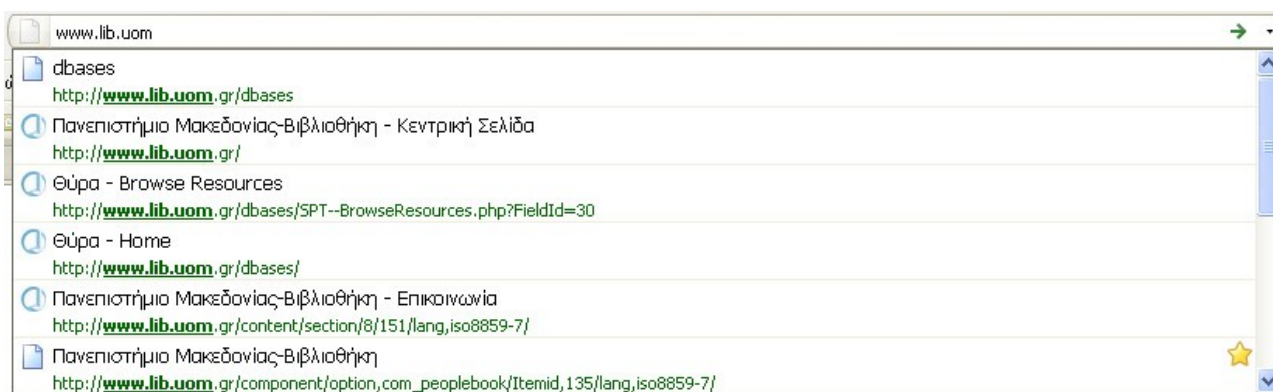 www.lib.uom
dbases
http://www.lib.uom.gr/dbases
Πανεπιστήμιο Μακεδονίας-Βιβλιοθήκη - Κεντρική Σελίδα
http://www.lib.uom.gr/
Θύρα - Browse Resources
http://www.lib.uom.gr/dbases/SPT--BrowseResources.php?FieldId=30
Θύρα - Home
http://www.lib.uom.gr/dbases/
Πανεπιστήμιο Μακεδονίας-Βιβλιοθήκη - Επικοινωνία
http://www.lib.uom.gr/content/section/8/151/lang,iso8859-7/
Πανεπιστήμιο Μακεδονίας-Βιβλιοθήκη
http://www.lib.uom.gr/component/option,com_peoplebook/Itemid,135/lang,iso8859-7/